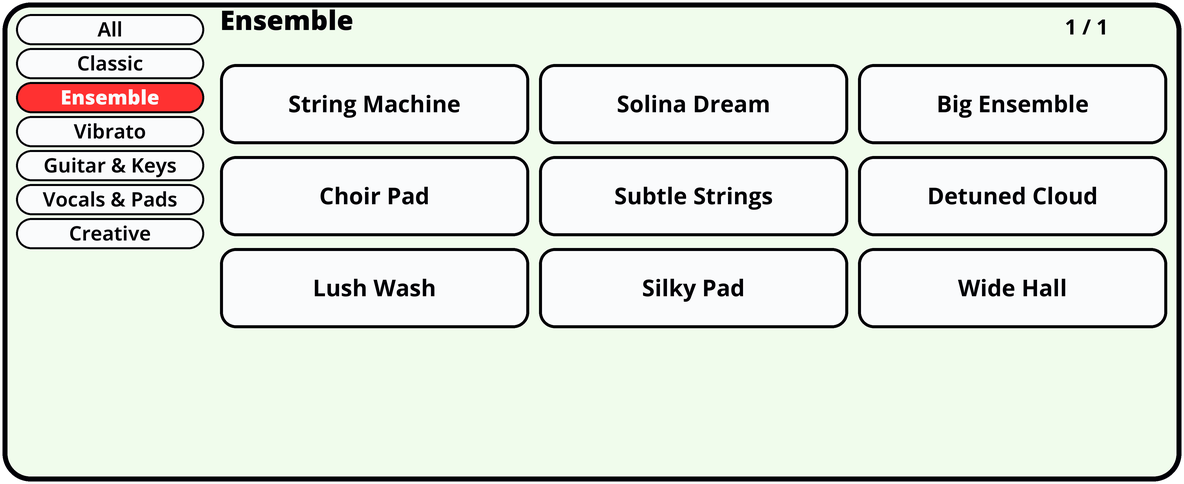 All
Classic
Ensemble
Vibrato
Guitar & Keys
Vocals & Pads
Creative
Ensemble
1 / 1
String Machine
Solina Dream
Big Ensemble
Choir Pad
Subtle Strings
Detuned Cloud
Lush Wash
Silky Pad
Wide Hall